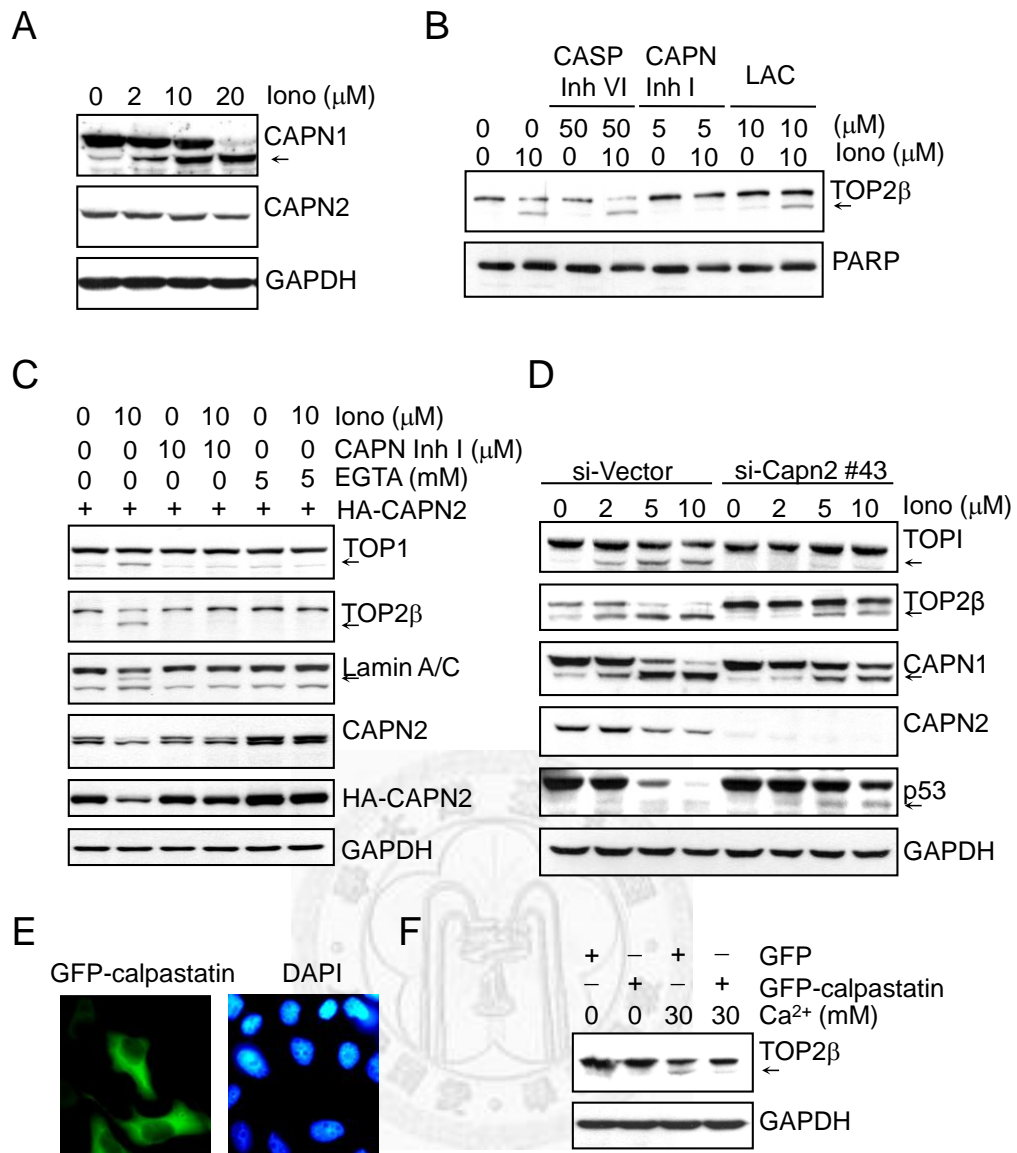 A
0 2 10 20 Iono (μM)
CAPN1
←
CAPN2
GAPDH
B
CASP CAPN LAC
Inh VI Inh I
0 0 50 50 5 5 10 10 (μM)
0 10 0 10 0 10 0 10 Iono (μM)
TOP2β
←
PARP
C
0 10 0 10 0 10 Iono (μM)
0 0 10 10 0 0 CAPN Inh I (μM)
0 0 0 0 5 5 EGTA (mM)
+ + + + + + HA-CAPN2
TOP1
←
TOP2β
←
Lamin A/C
←
CAPN2
HA-CAPN2
GAPDH
D
si-Vector si-Capn2 #43
0 2 5 10 0 2 5 10 Iono (μM)
TOPI
←
TOP2β
←
CAPN1
←
CAPN2
p53
←
GAPDH
E
GFP-calpastatin DAPI
F
+ − + − GFP
− + − + GFP-calpastatin
0 0 30 30 Ca²⁺ (mM)
TOP2β
←
GAPDH